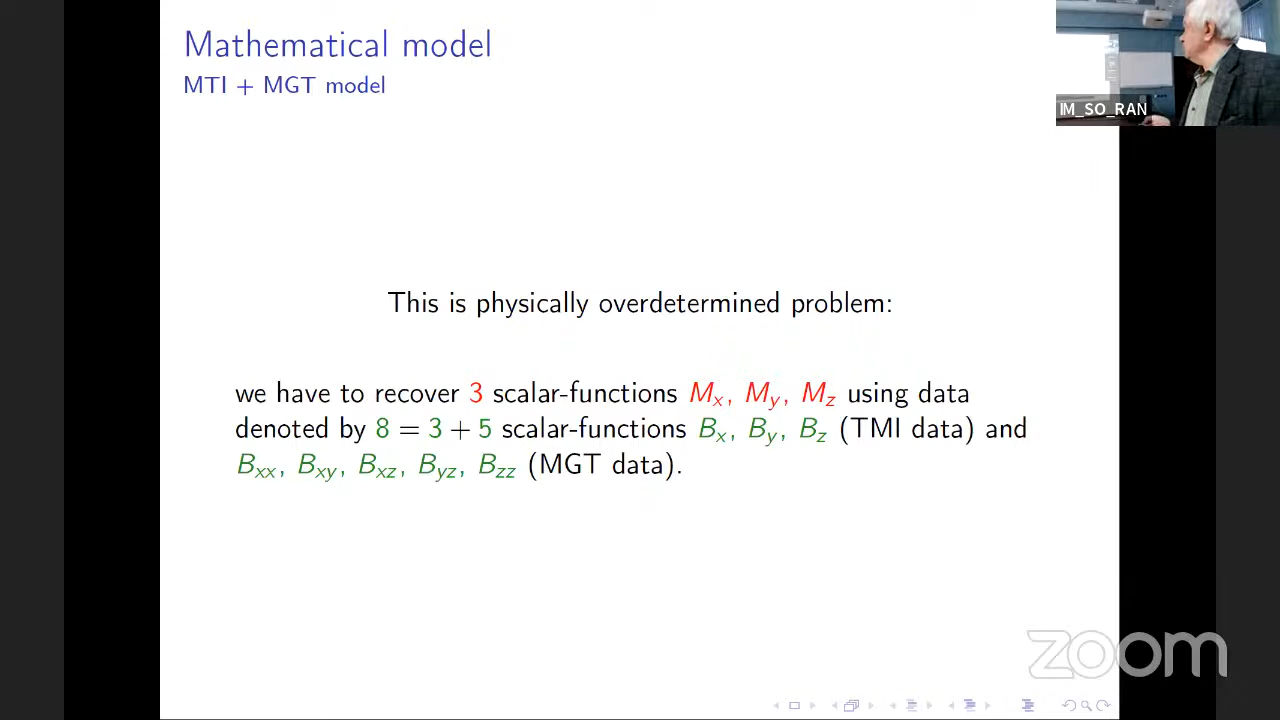 Mathematical model
MTI + MGT model
IM_SO_RAN
This is physically overdetermined problem:
we have to recover 3 scalar-functions Mx, My, Mz using data
denoted by 8 = 3 + 5 scalar-functions Bx, By, Bz (TMI data) and
Bxx, Bxy, Bxz, Byz, Bzz (MGT data).
zoom